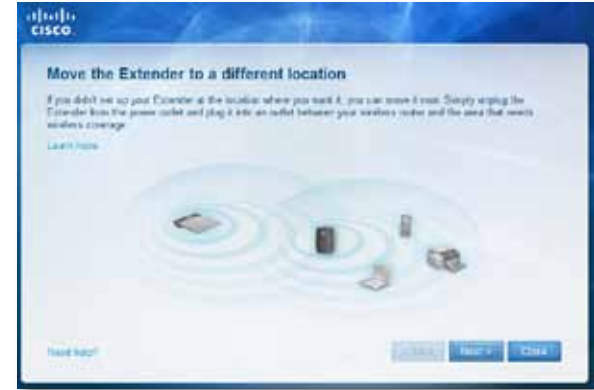 CISCO
Move the Extender to a different location
If you didn't set up your Extender at the location where you want it, you can move it now. Simply unplug the
Extender from the power outlet and plug it into an outlet between your wireless router and the area that needs
wireless coverage.
Learn more
Need help?
Next >
Close